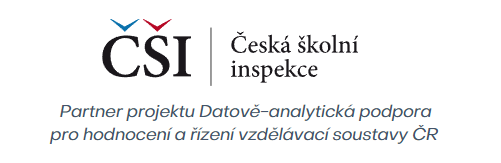 ČŠI
Česká školní
inspekce
Partner projektu Datově-analytická podpora
pro hodnocení a řízení vzdělávací soustavy ČR